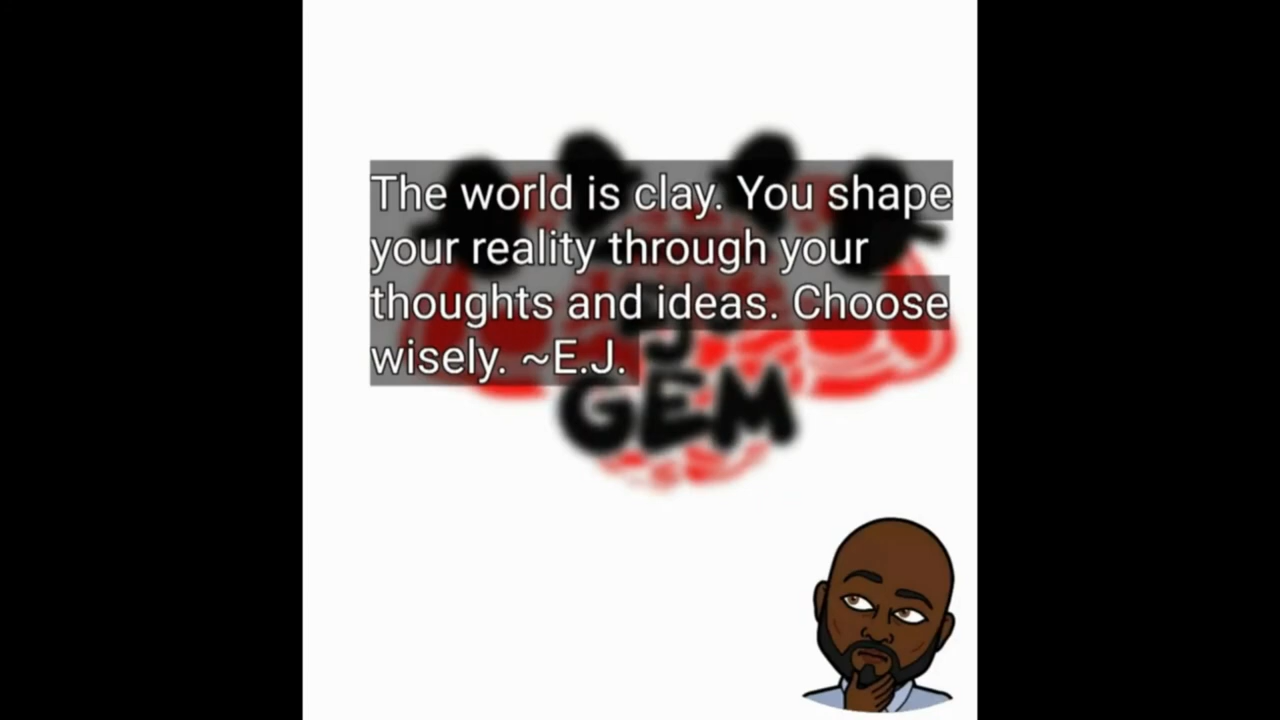 The world is clay. You shape
your reality through your
thoughts and ideas. Choose
wisely. ~E.J.
GEM